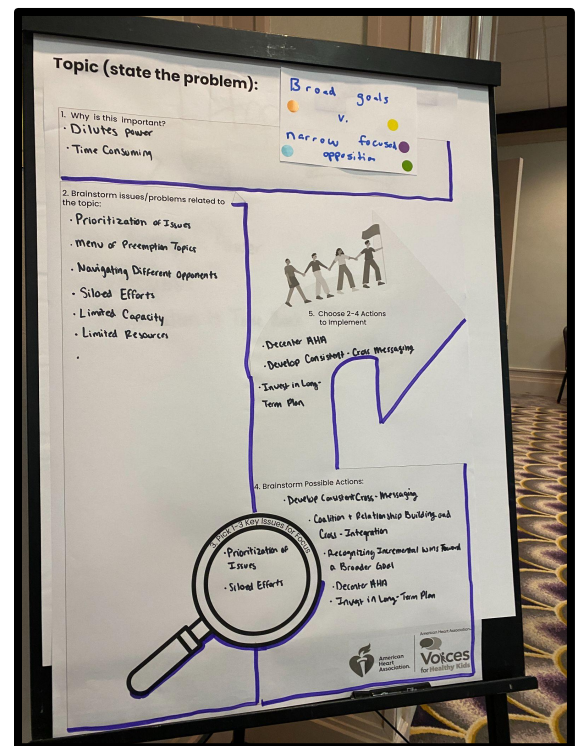 Topic (state the problem):
Broad goals
v.
narrow focused
opposition
1. Why is this important?
· Dilutes power
· Time Consuming
2. Brainstorm issues/problems related to
the topic:
· Prioritization of Issues
· Menu of Preemption Topics
· Navigating Different Opponents
· Siloed Efforts
· Limited Capacity
· Limited Resources
·
3. Pick 1-3 Key Issues for Focus
· Prioritization of
Issues
· Siloed Efforts
4. Brainstorm Possible Actions:
· Develop Consistent Cross-Messaging
· Coalition + Relationship Building and
Cross-Integration
· Recognizing Incremental Wins Toward
a Broader Goal
· Decenter AHA
· Invest in Long-Term Plan
5. Choose 2-4 Actions
to Implement
· Decenter AHA
· Develop Consistent - Cross Messaging
· Invest in Long-
Term Plan
American
Heart
Association.
American Heart Association
Voices
for Healthy Kids